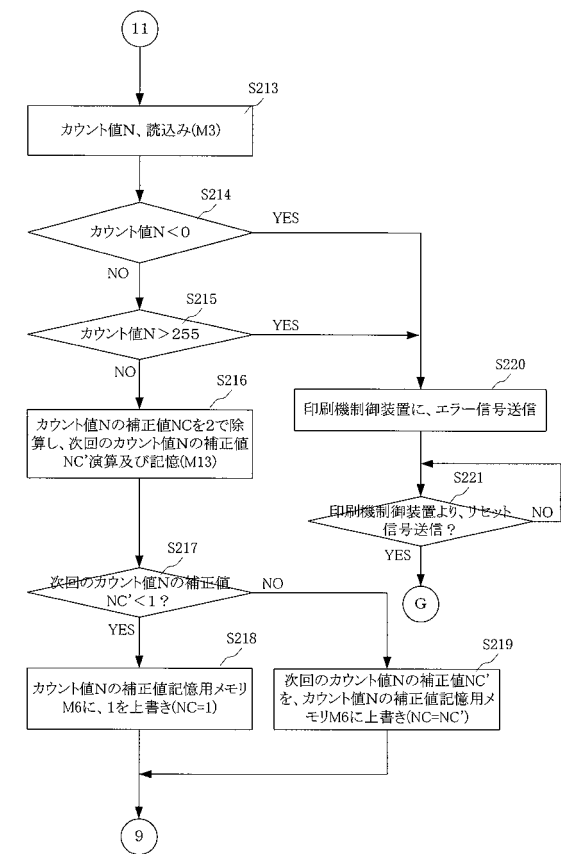 11
S213
カウント値N、読込み(M3)
S214
カウント値N<0
YES
NO
S215
カウント値N>255
YES
NO
S216
カウント値Nの補正値NCを2で除
算し、次回のカウント値Nの補正値
NC’演算及び記憶(M13)
S220
印刷機制御装置に、エラー信号送信
S221
印刷機制御装置より、リセット
信号送信?
NO
YES
G
S217
次回のカウント値Nの補正値
NC’<1?
NO
YES
S218
カウント値Nの補正値記憶用メモリ
M6に、1を上書き(NC=1)
S219
次回のカウント値Nの補正値NC’
を、カウント値Nの補正値記憶用メ
モリM6に上書き(NC=NC’)
9